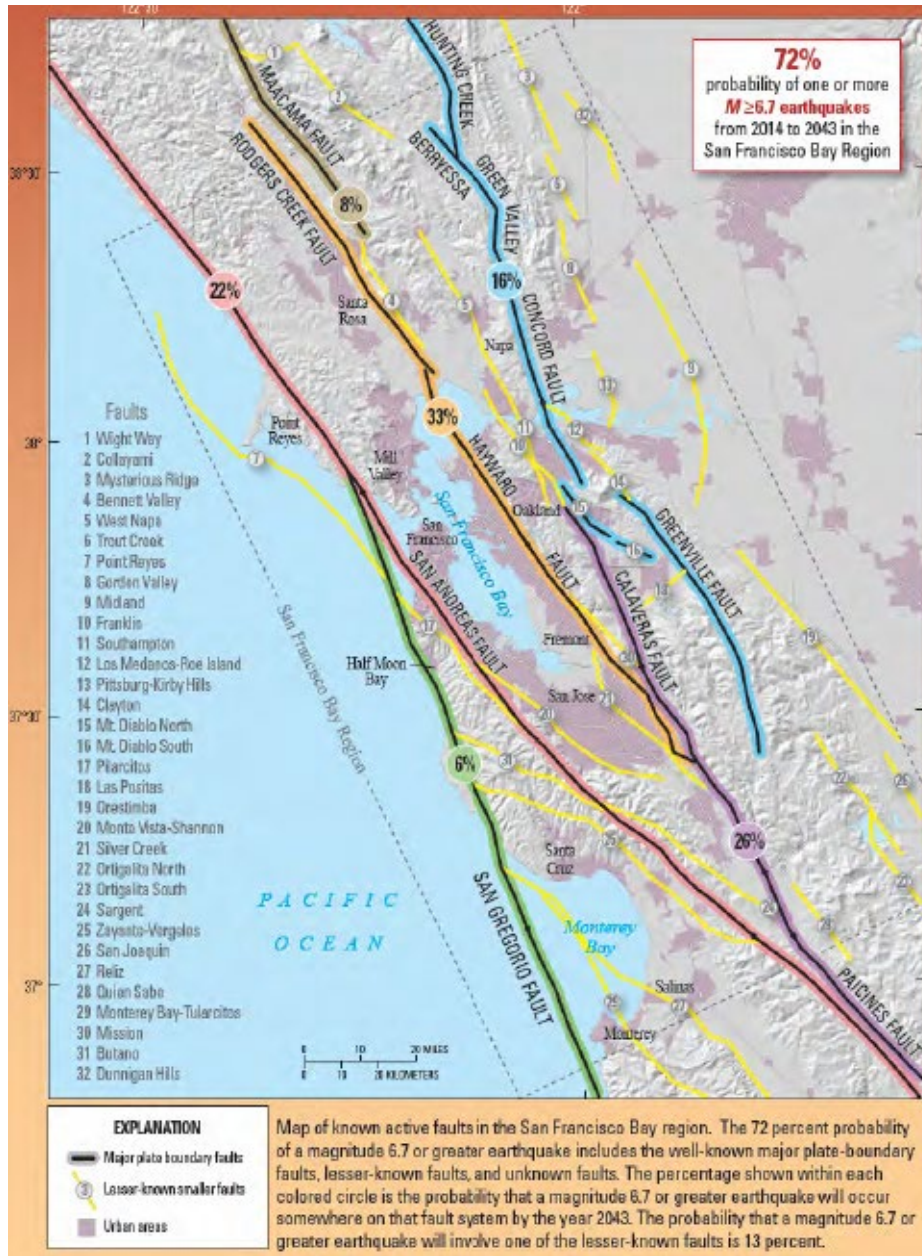 72%
probability of one or more
M ≥6.7 earthquakes
from 2014 to 2043 in the
San Francisco Bay Region
122°
38°30'
38°
37°30'
37°
MAACAMA FAULT
RODGERS CREEK FAULT
HUNTING CREEK
BERRYESSA
GREEN VALLEY
CONCORD FAULT
8%
22%
16%
33%
Santa
Rosa
Napa
Point
Reyes
Mill
Valley
San
Francisco
San Francisco Bay
Oakland
HAYWARD
FAULT
SAN ANDREAS FAULT
CALAVERAS FAULT
GREENVILLE FAULT
Fremont
Half Moon
Bay
San Jose
San Francisco Bay Region
6%
26%
Santa
Cruz
SAN GREGORIO FAULT
Monterey
Bay
Salinas
Monterey
PAICINES FAULT
PACIFIC
OCEAN
Faults
1 Wight Way
2 Collayami
3 Mysterious Ridge
4 Bennett Valley
5 West Napa
6 Trout Creek
7 Point Reyes
8 Gordon Valley
9 Midland
10 Franklin
11 Southampton
12 Los Medanos-Roe Island
13 Pittsburg-Kirby Hills
14 Clayton
15 Mt. Diablo North
16 Mt. Diablo South
17 Pilarcitos
18 Las Positas
19 Orestimba
20 Monto Vista-Shannon
21 Silver Creek
22 Ortigalita North
23 Ortigalita South
24 Sargent
25 Zayante-Vergeles
26 San Joaquin
27 Reliz
28 Quien Sabe
29 Monterey Bay-Tularcitos
30 Mission
31 Butano
32 Dunnigan Hills
0 10 20 MILES
0 10 20 KILOMETERS
EXPLANATION
Major plate boundary faults
Lesser-known smaller faults
Urban areas
Map of known active faults in the San Francisco Bay region. The 72 percent probability
of a magnitude 6.7 or greater earthquake includes the well-known major plate-boundary
faults, lesser-known faults, and unknown faults. The percentage shown within each
colored circle is the probability that a magnitude 6.7 or greater earthquake will occur
somewhere on that fault system by the year 2043. The probability that a magnitude 6.7 or
greater earthquake will involve one of the lesser-known faults is 13 percent.